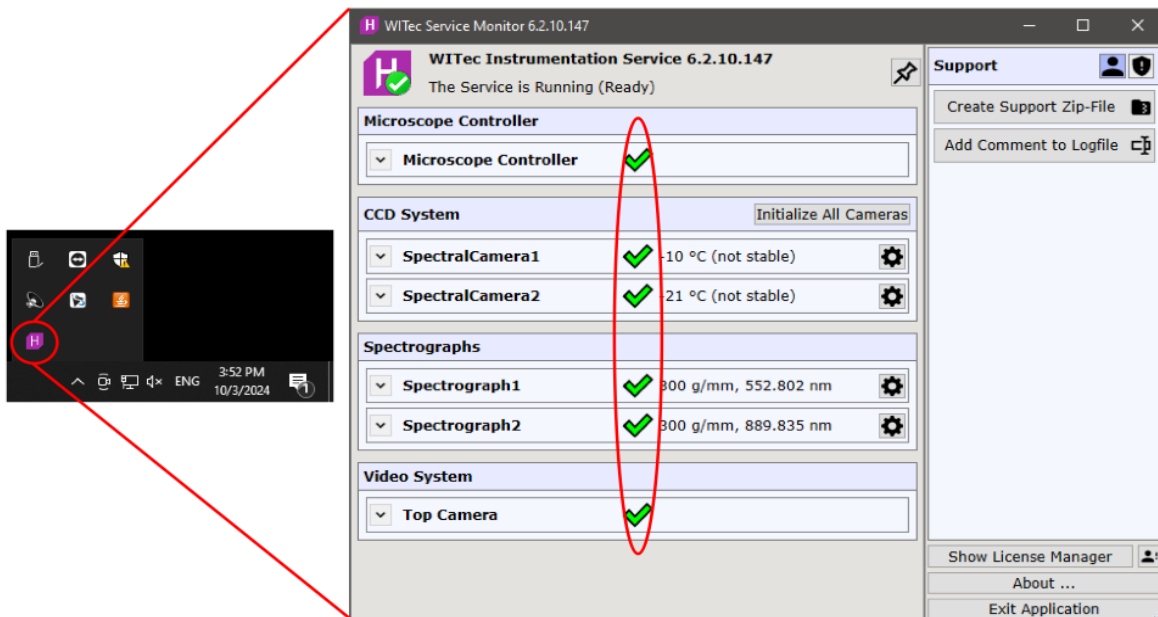 WITec Service Monitor 6.2.10.147
WITec Instrumentation Service 6.2.10.147
The Service is Running (Ready)
Microscope Controller
Microscope Controller
CCD System
Initialize All Cameras
SpectralCamera1
-10 °C (not stable)
SpectralCamera2
-21 °C (not stable)
Spectrographs
Spectrograph1
300 g/mm, 552.802 nm
Spectrograph2
300 g/mm, 889.835 nm
Video System
Top Camera
Support
Create Support Zip-File
Add Comment to Logfile
Show License Manager
About ...
Exit Application
H
ENG
3:52 PM
10/3/2024
1